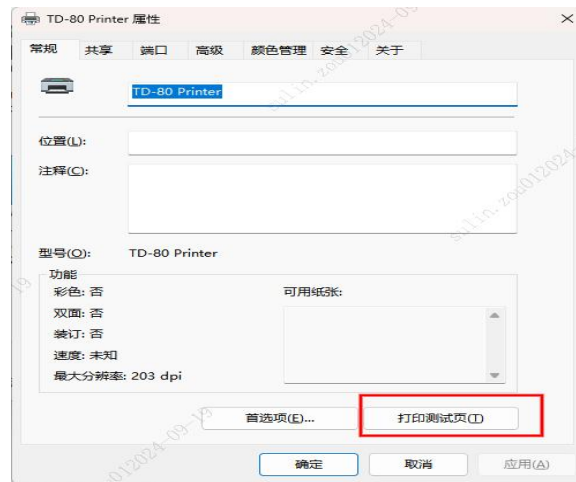 TD-80 Printer 属性
常规 共享 端口 高级 颜色管理 安全 关于
TD-80 Printer
位置(L):
注释(C):
型号(O): TD-80 Printer
功能
彩色: 否 可用纸张:
双面: 否
装订: 否
速度: 未知
最大分辨率: 203 dpi
首选项(E)... 打印测试页(T)
确定 取消 应用(A)